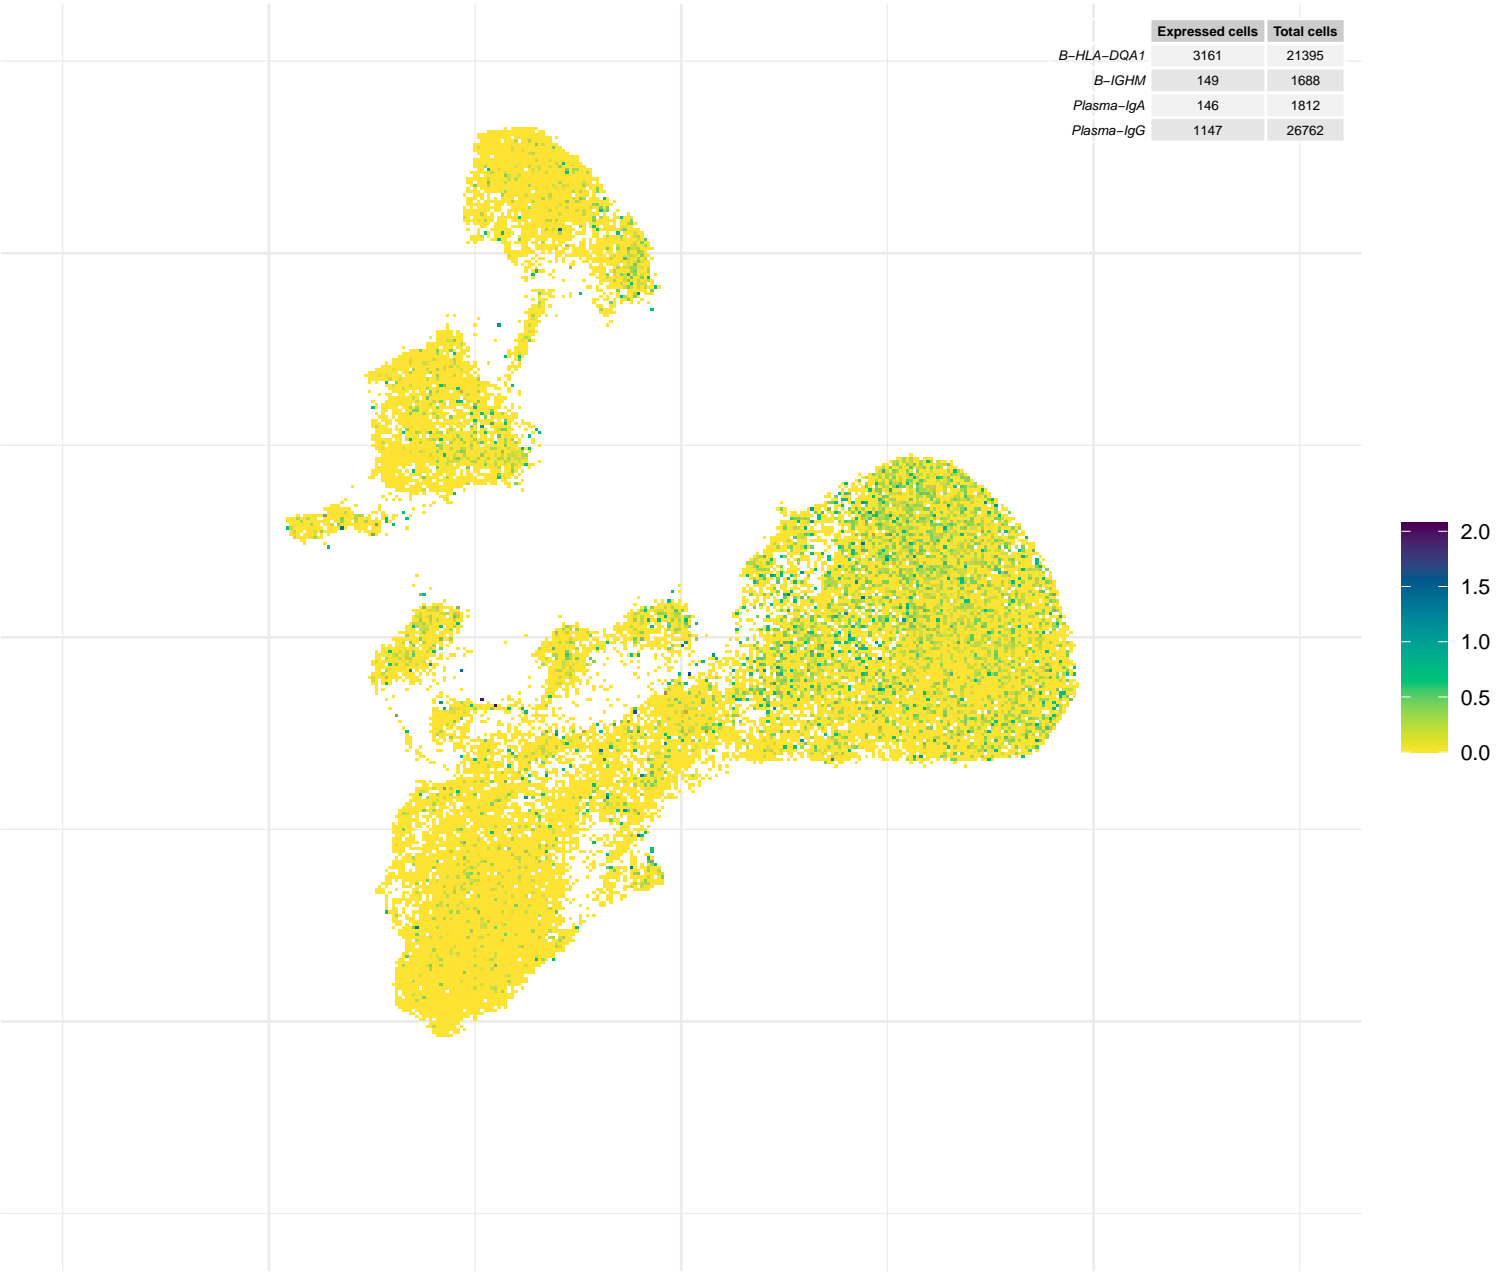 Expressed cells Total cells
B−HLA−DQA1 3161 21395
B−IGHM 149 1688
Plasma−IgA 146 1812
Plasma−IgG 1147 26762
2.0
1.5
1.0
0.5
0.0